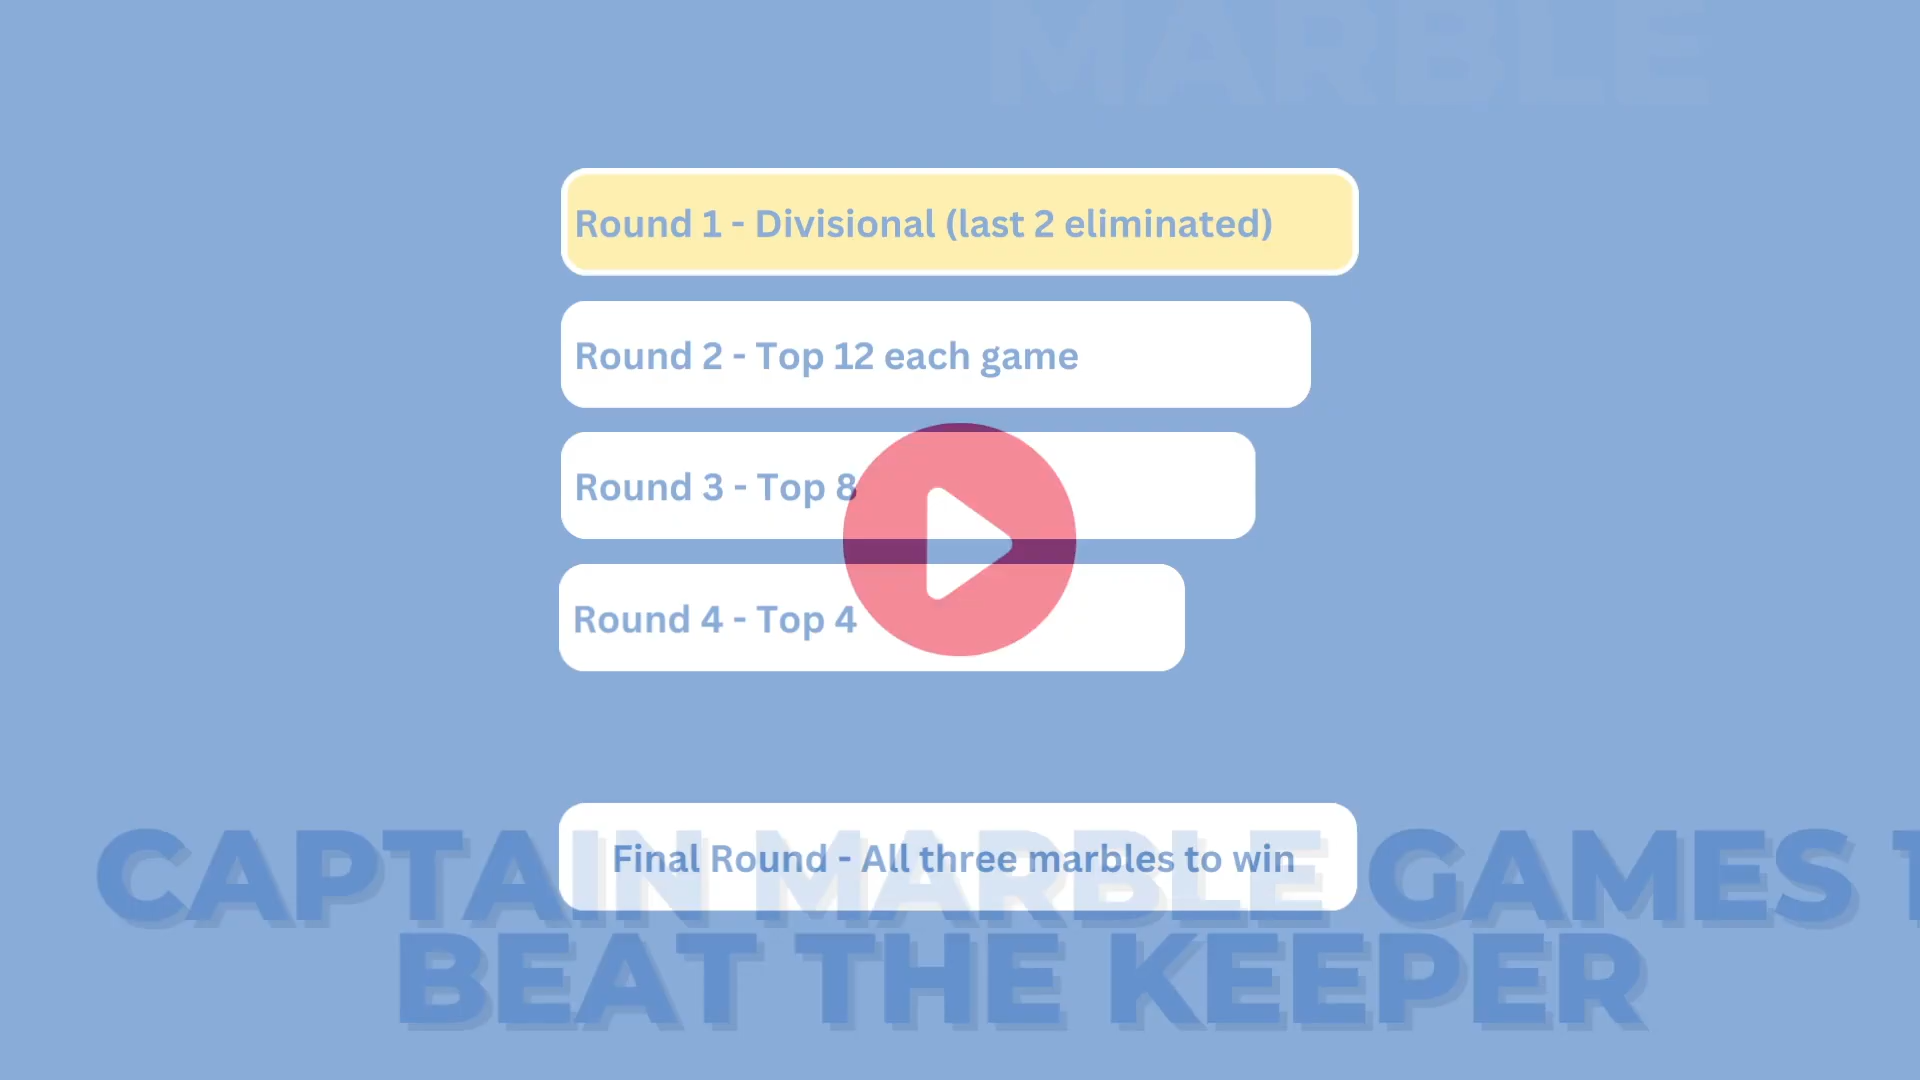 MARBLE
Round 1 - Divisional (last 2 eliminated)
Round 2 - Top 12 each game
Round 3 - Top 8
Round 4 - Top 4
Final Round - All three marbles to win
CAPTAIN MARBLE GAMES
BEAT THE KEEPER